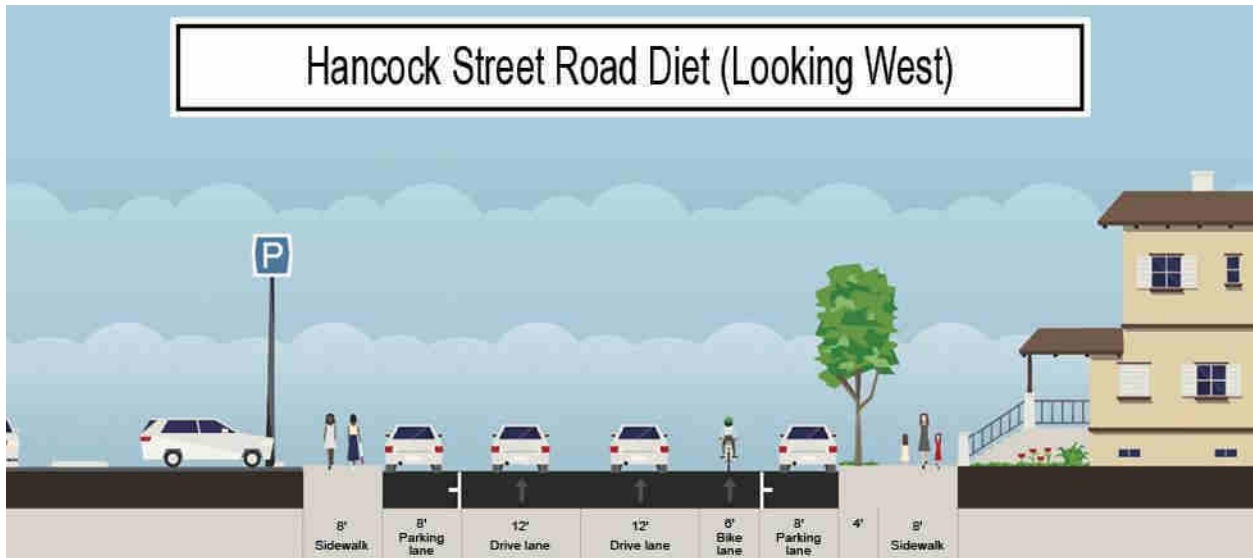 Hancock Street Road Diet (Looking West)
P
8'
Sidewalk
8'
Parking
lane
12'
Drive lane
12'
Drive lane
6'
Bike
lane
8'
Parking
lane
4'
8'
Sidewalk